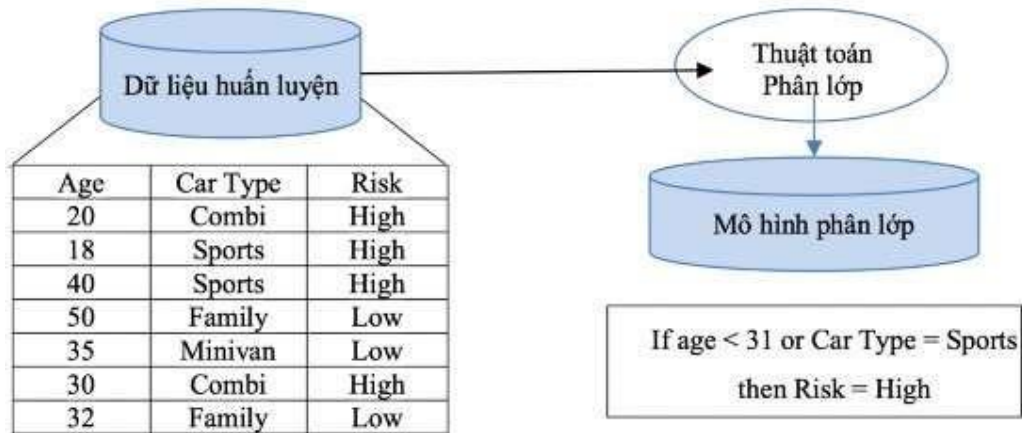 Dữ liệu huấn luyện
Thuật toán
Phân lớp
Age Car Type Risk
20 Combi High
18 Sports High
40 Sports High
50 Family Low
35 Minivan Low
30 Combi High
32 Family Low
Mô hình phân lớp
If age < 31 or Car Type = Sports
then Risk = High